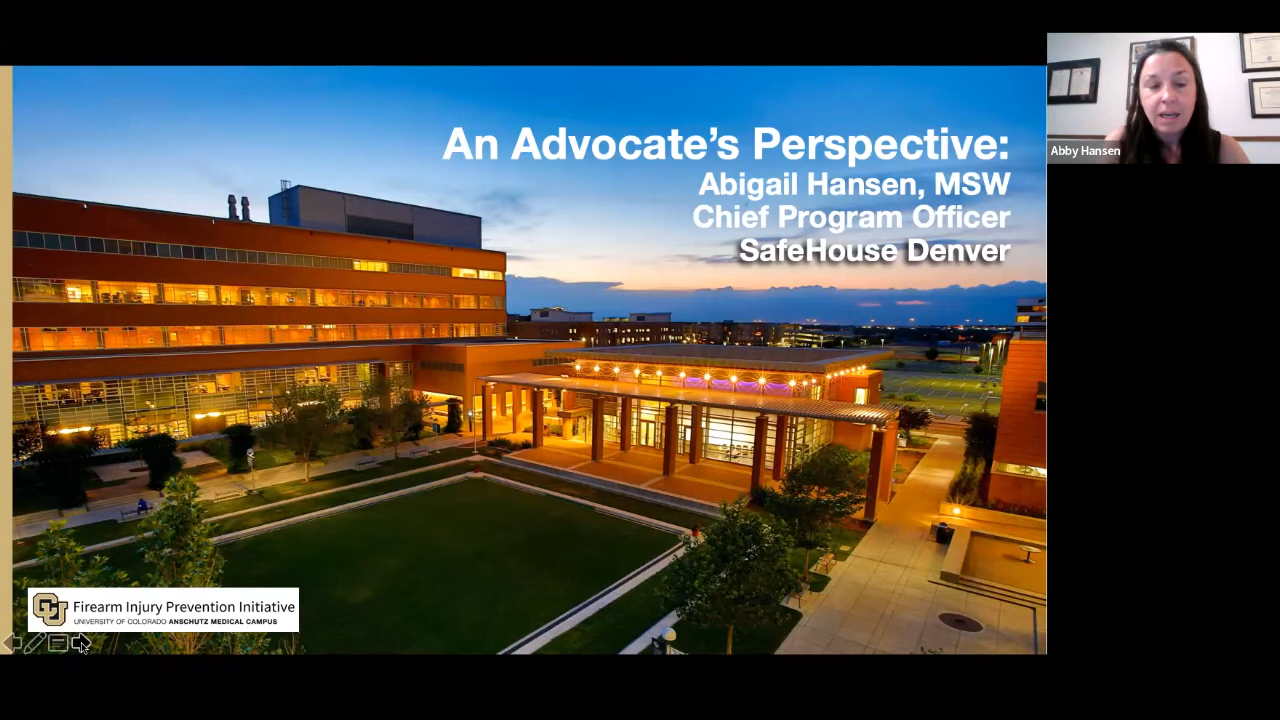 An Advocate’s Perspective:
Abigail Hansen, MSW
Chief Program Officer
SafeHouse Denver
Abby Hansen
CU
Firearm Injury Prevention Initiative
UNIVERSITY OF COLORADO ANSCHUTZ MEDICAL CAMPUS